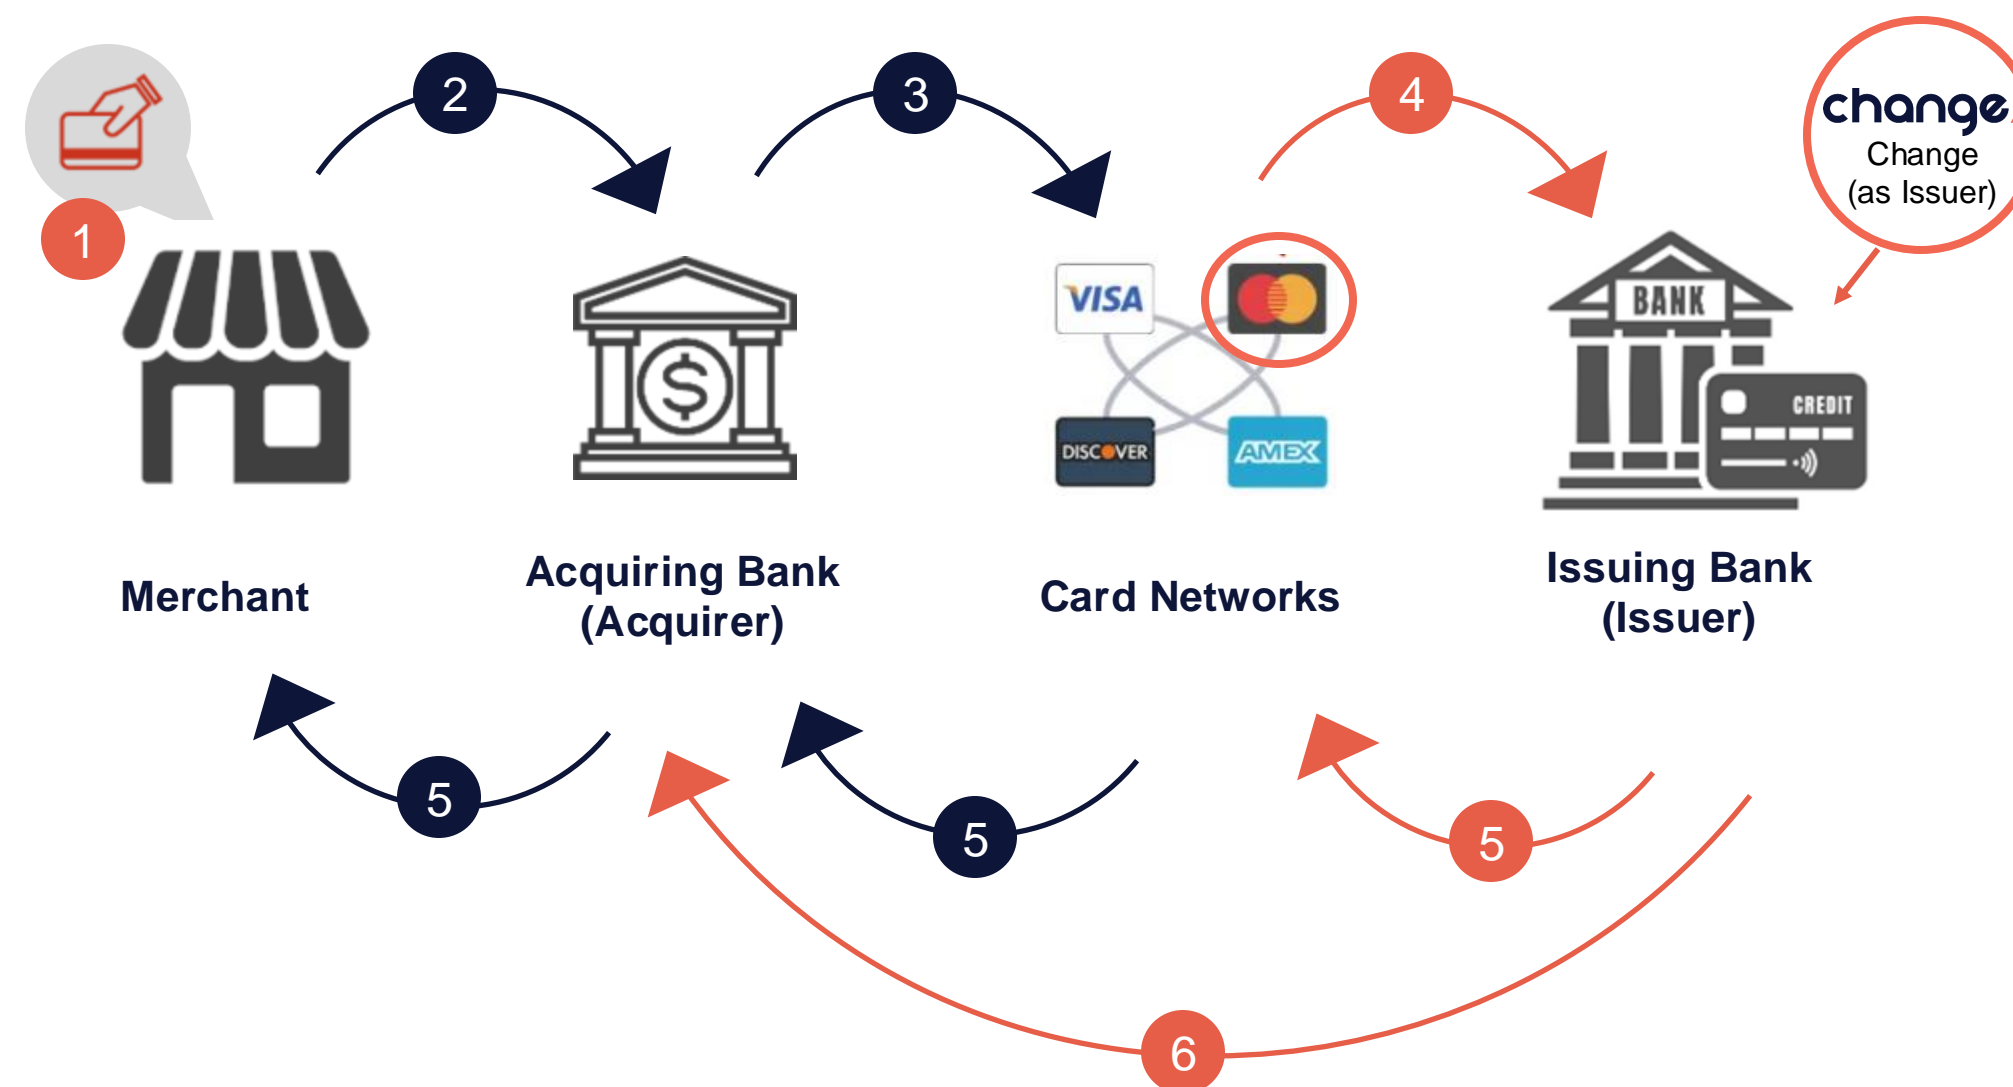 2
3
4
change
Change
(as Issuer)
1
VISA
BANK
CREDIT
DISCOVER
AMEX
Merchant
Acquiring Bank
(Acquirer)
Card Networks
Issuing Bank
(Issuer)
5
5
5
6